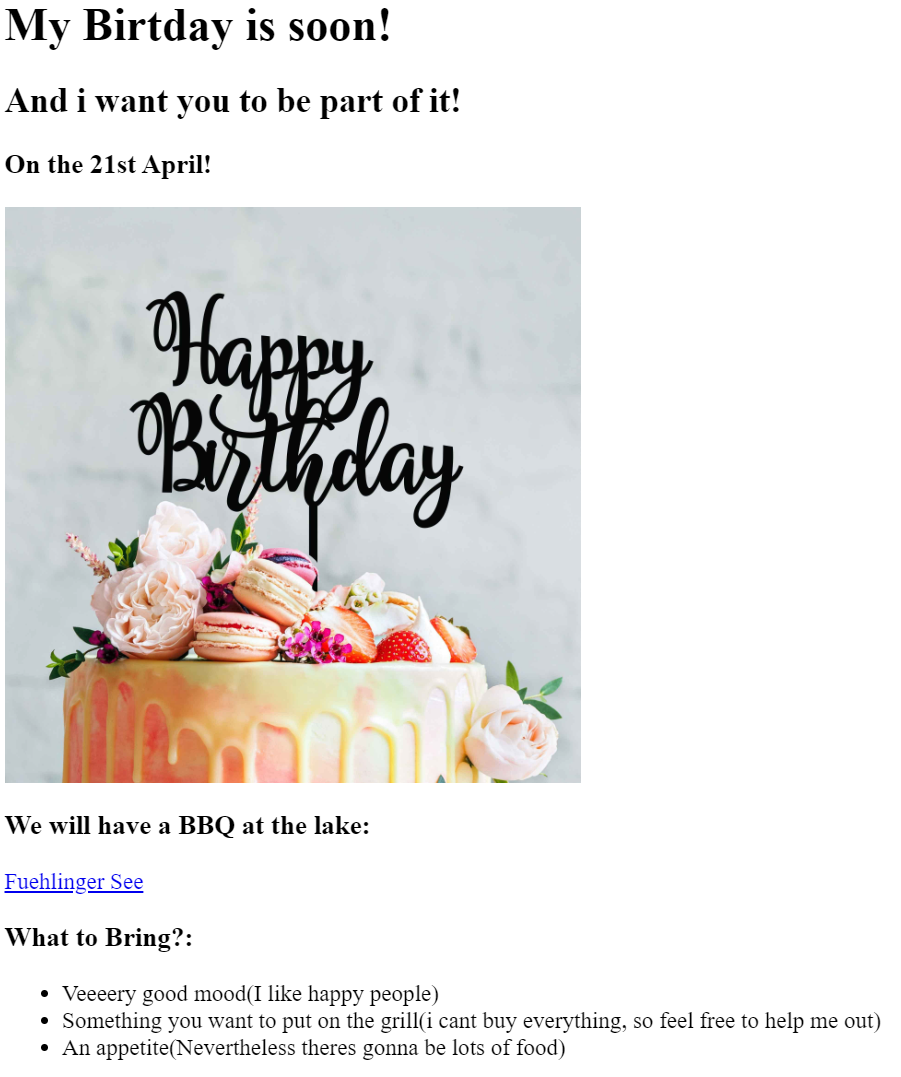 My Birtday is soon!
And i want you to be part of it!
On the 21st April!
Happy
Birthday
We will have a BBQ at the lake:
Fuehlinger See
What to Bring?:
• Veeeery good mood(I like happy people)
• Something you want to put on the grill(i cant buy everything, so feel free to help me out)
• An appetite(Nevertheless theres gonna be lots of food)